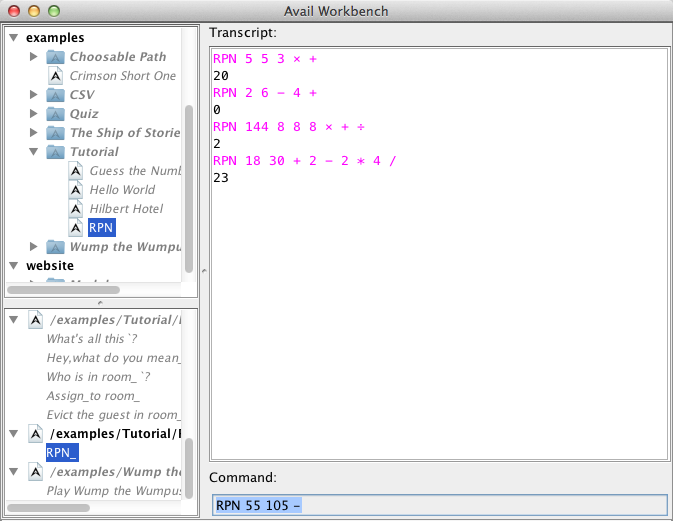 Avail Workbench
examples
Choosable Path
Crimson Short One
CSV
Quiz
The Ship of Storie
Tutorial
Guess the Numb
Hello World
Hilbert Hotel
RPN
Wump the Wumpu
website
/examples/Tutorial/
What's all this`?
Hey,what do you mean_
Who is in room_`?
Assign_to room_
Evict the guest in room_
/examples/Tutorial/
RPN_
/examples/Wump the
Play Wump the Wumpus
Transcript:
RPN 5 5 3 × +
20
RPN 2 6 − 4 +
0
RPN 144 8 8 8 × + ÷
2
RPN 18 30 + 2 − 2 * 4 /
23
Command:
RPN 55 105 −